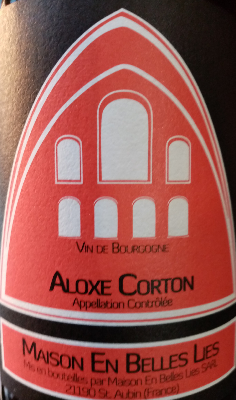 Vin de Bourgogne
Aloxe Corton
Appellation Contrôlée
Maison En Belles Lies
Mis en bouteilles par Maison En Belles Lies SARL
21190 St. Aubin (France)